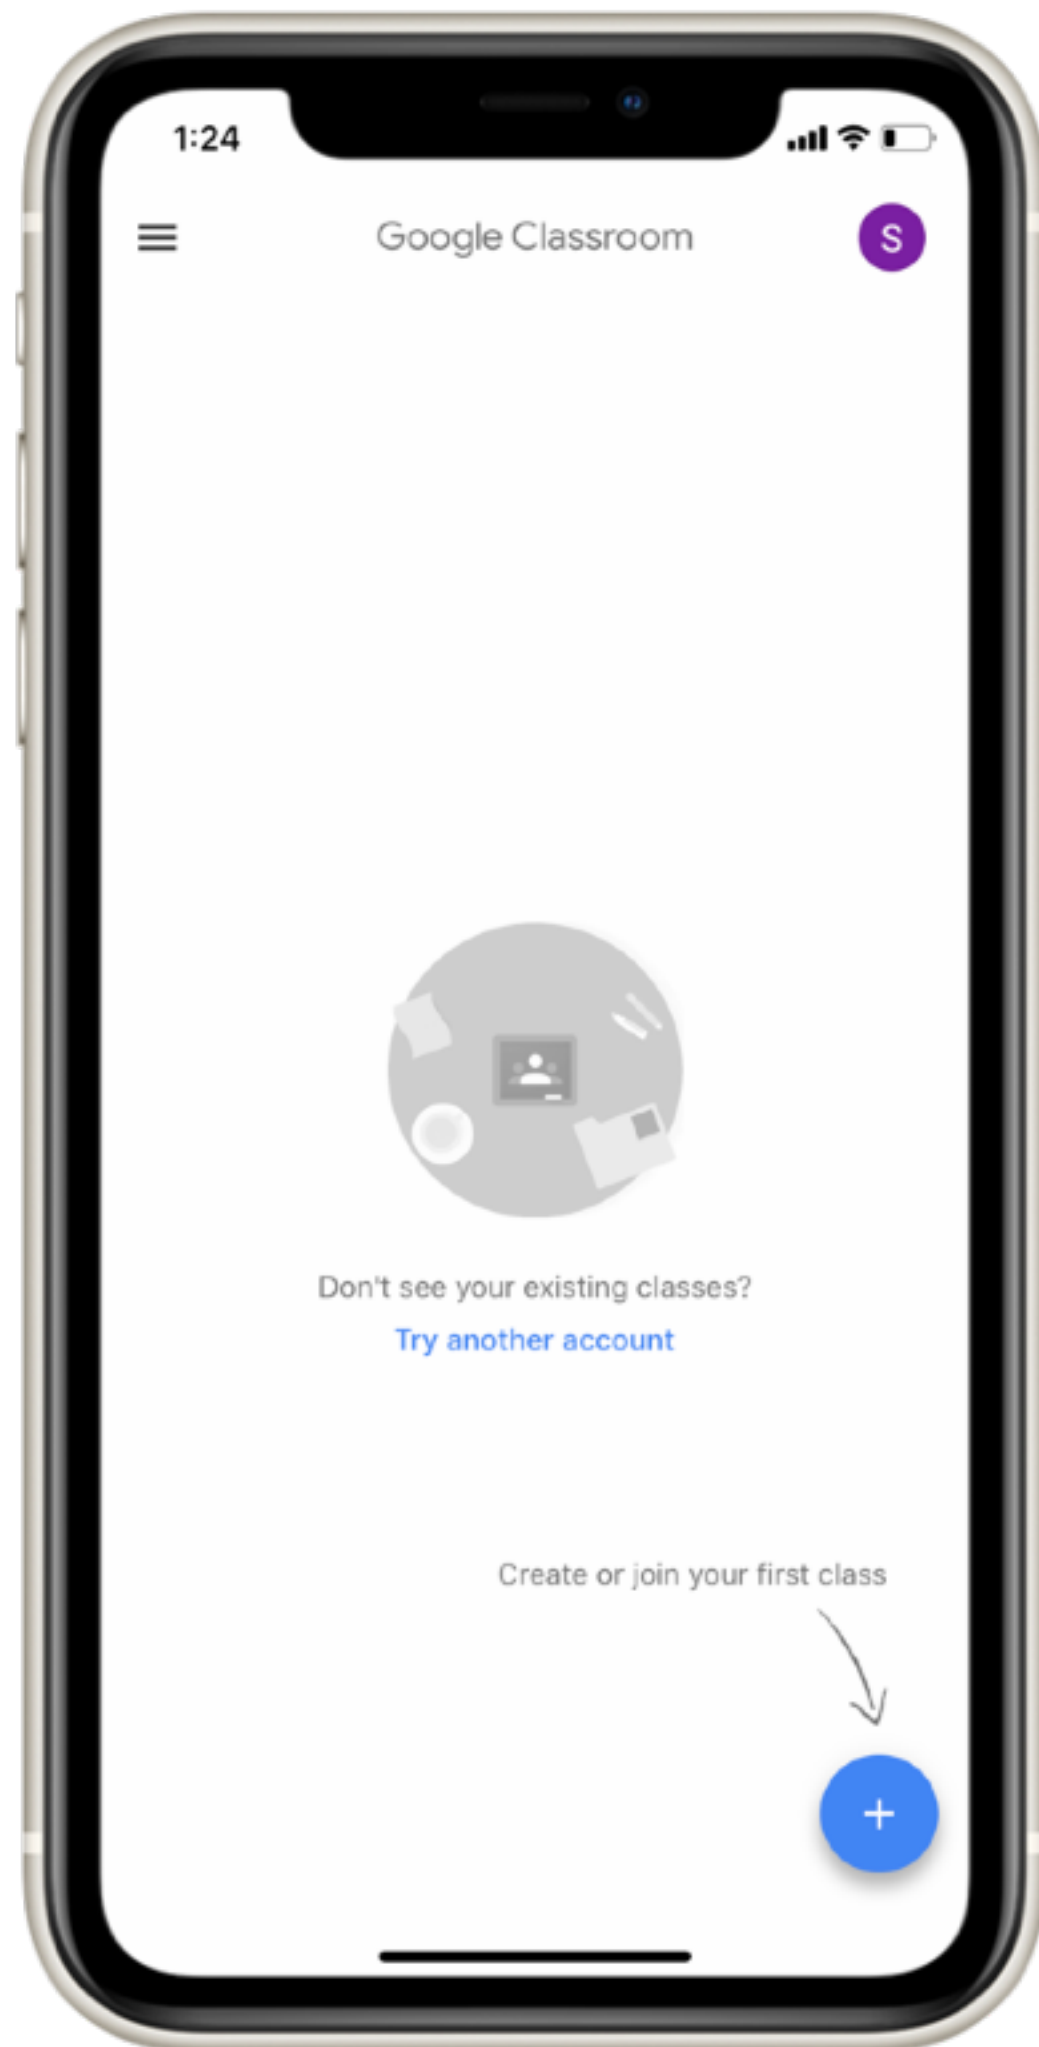 1:24
Google Classroom
S
Don't see your existing classes?
Try another account
Create or join your first class